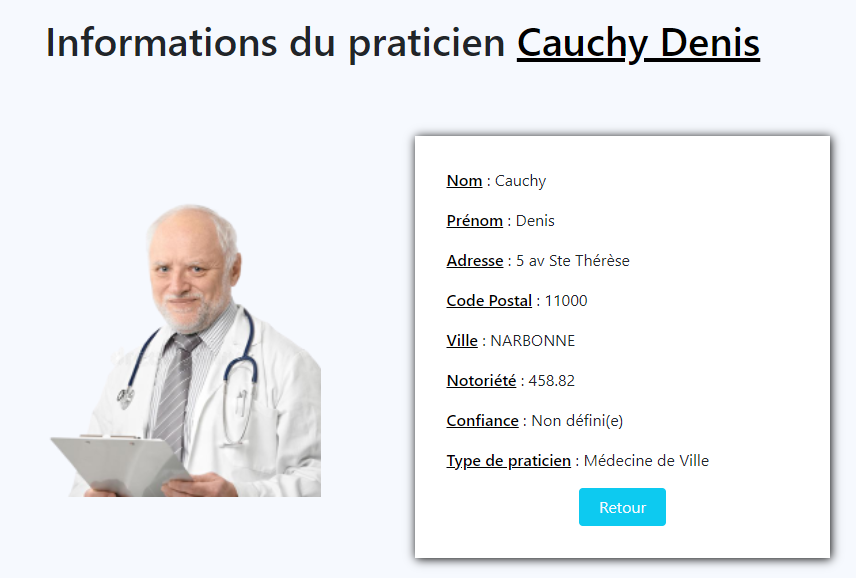 Informations du praticien Cauchy Denis
Nom : Cauchy
Prénom : Denis
Adresse : 5 av Ste Thérèse
Code Postal : 11000
Ville : NARBONNE
Notoriété : 458.82
Confiance : Non défini(e)
Type de praticien : Médecine de Ville
Retour